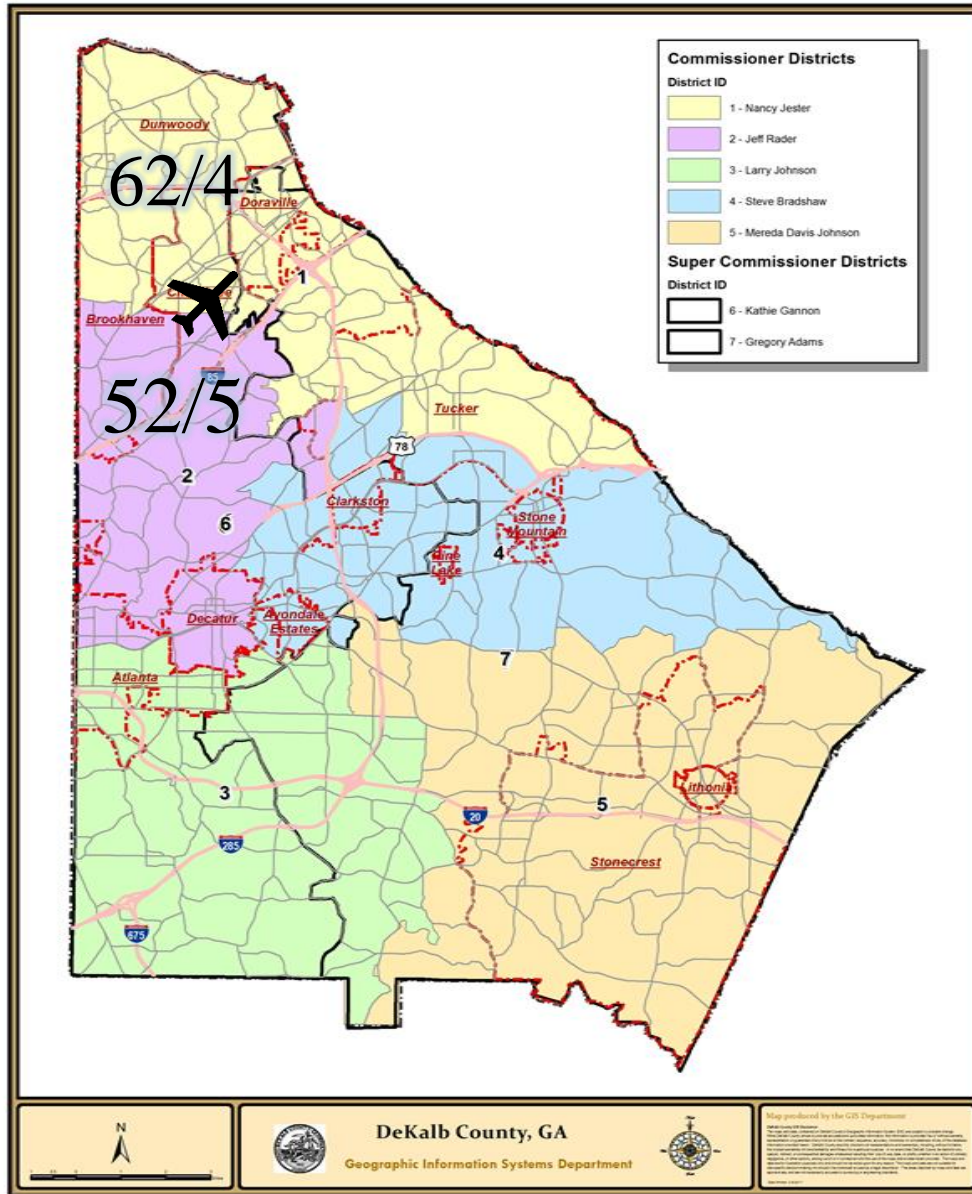 Commissioner Districts
District ID
1 - Nancy Jester
2 - Jeff Rader
3 - Larry Johnson
4 - Steve Bradshaw
5 - Mereda Davis Johnson
Super Commissioner Districts
District ID
6 - Kathie Gannon
7 - Gregory Adams
Dunwoody
62/4
Doraville
1
Brookhaven
85
52/5
Tucker
78
2
Clarkston
6
Stone
Mountain
4
Decatur
Avondale
Estates
7
Atlanta
3
5
20
Stonecrest
285
675
N
DeKalb County, GA
Geographic Information Systems Department
Map produced by the GIS Department